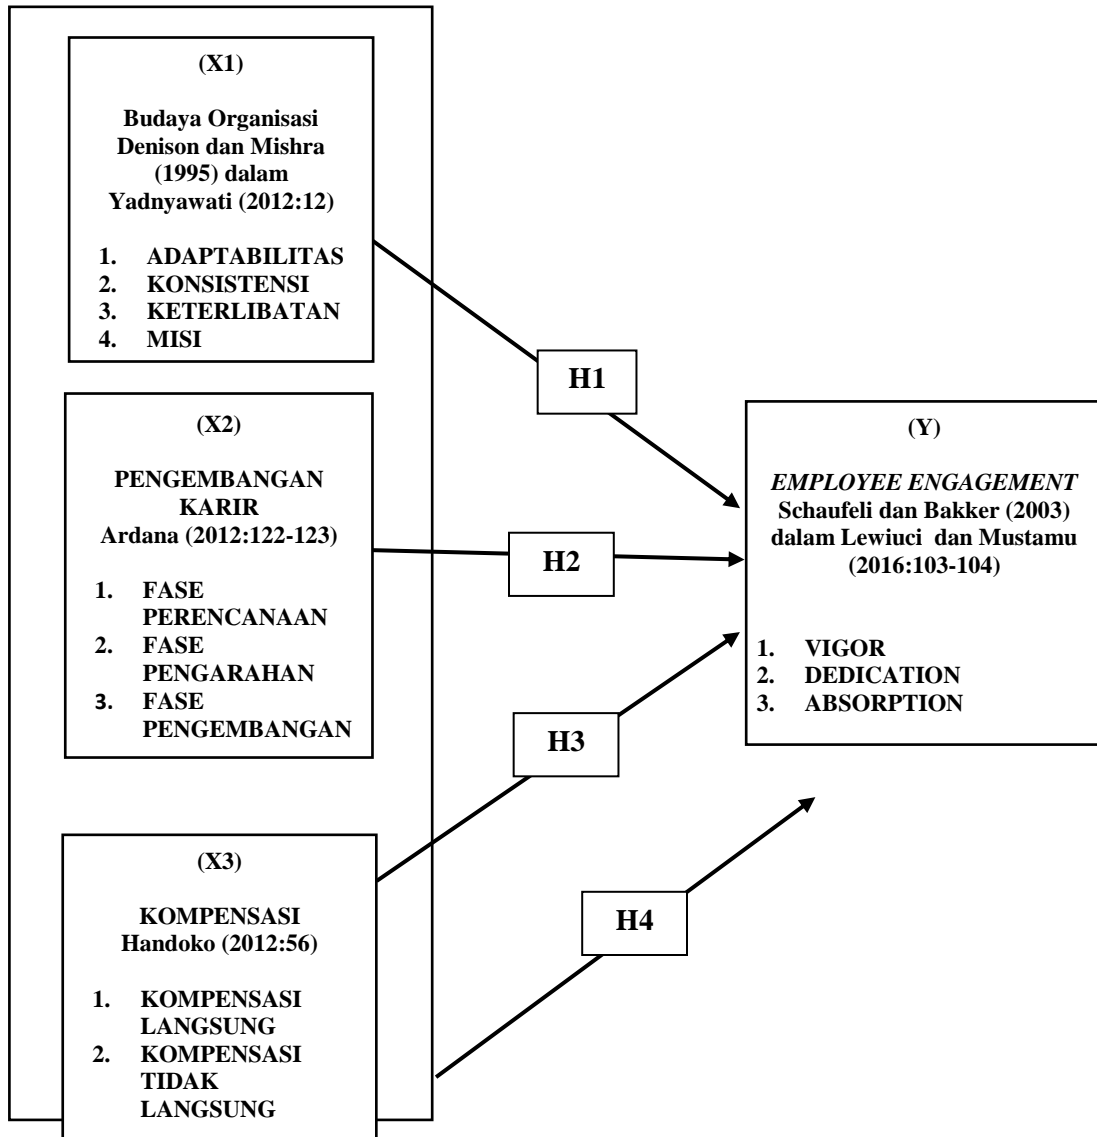 (X1)
Budaya Organisasi
Denison dan Mishra
(1995) dalam
Yadnyawati (2012:12)
1. ADAPTABILITAS
2. KONSISTENSI
3. KETERLIBATAN
4. MISI
H1
(X2)
PENGEMBANGAN
KARIR
Ardana (2012:122-123)
1. FASE
PERENCANAAN
2. FASE
PENGARAHAN
3. FASE
PENGEMBANGAN
H2
(Y)
EMPLOYEE ENGAGEMENT
Schaufeli dan Bakker (2003)
dalam Lewiuci dan Mustamu
(2016:103-104)
1. VIGOR
2. DEDICATION
3. ABSORPTION
H3
(X3)
KOMPENSASI
Handoko (2012:56)
1. KOMPENSASI
LANGSUNG
2. KOMPENSASI
TIDAK
LANGSUNG
H4